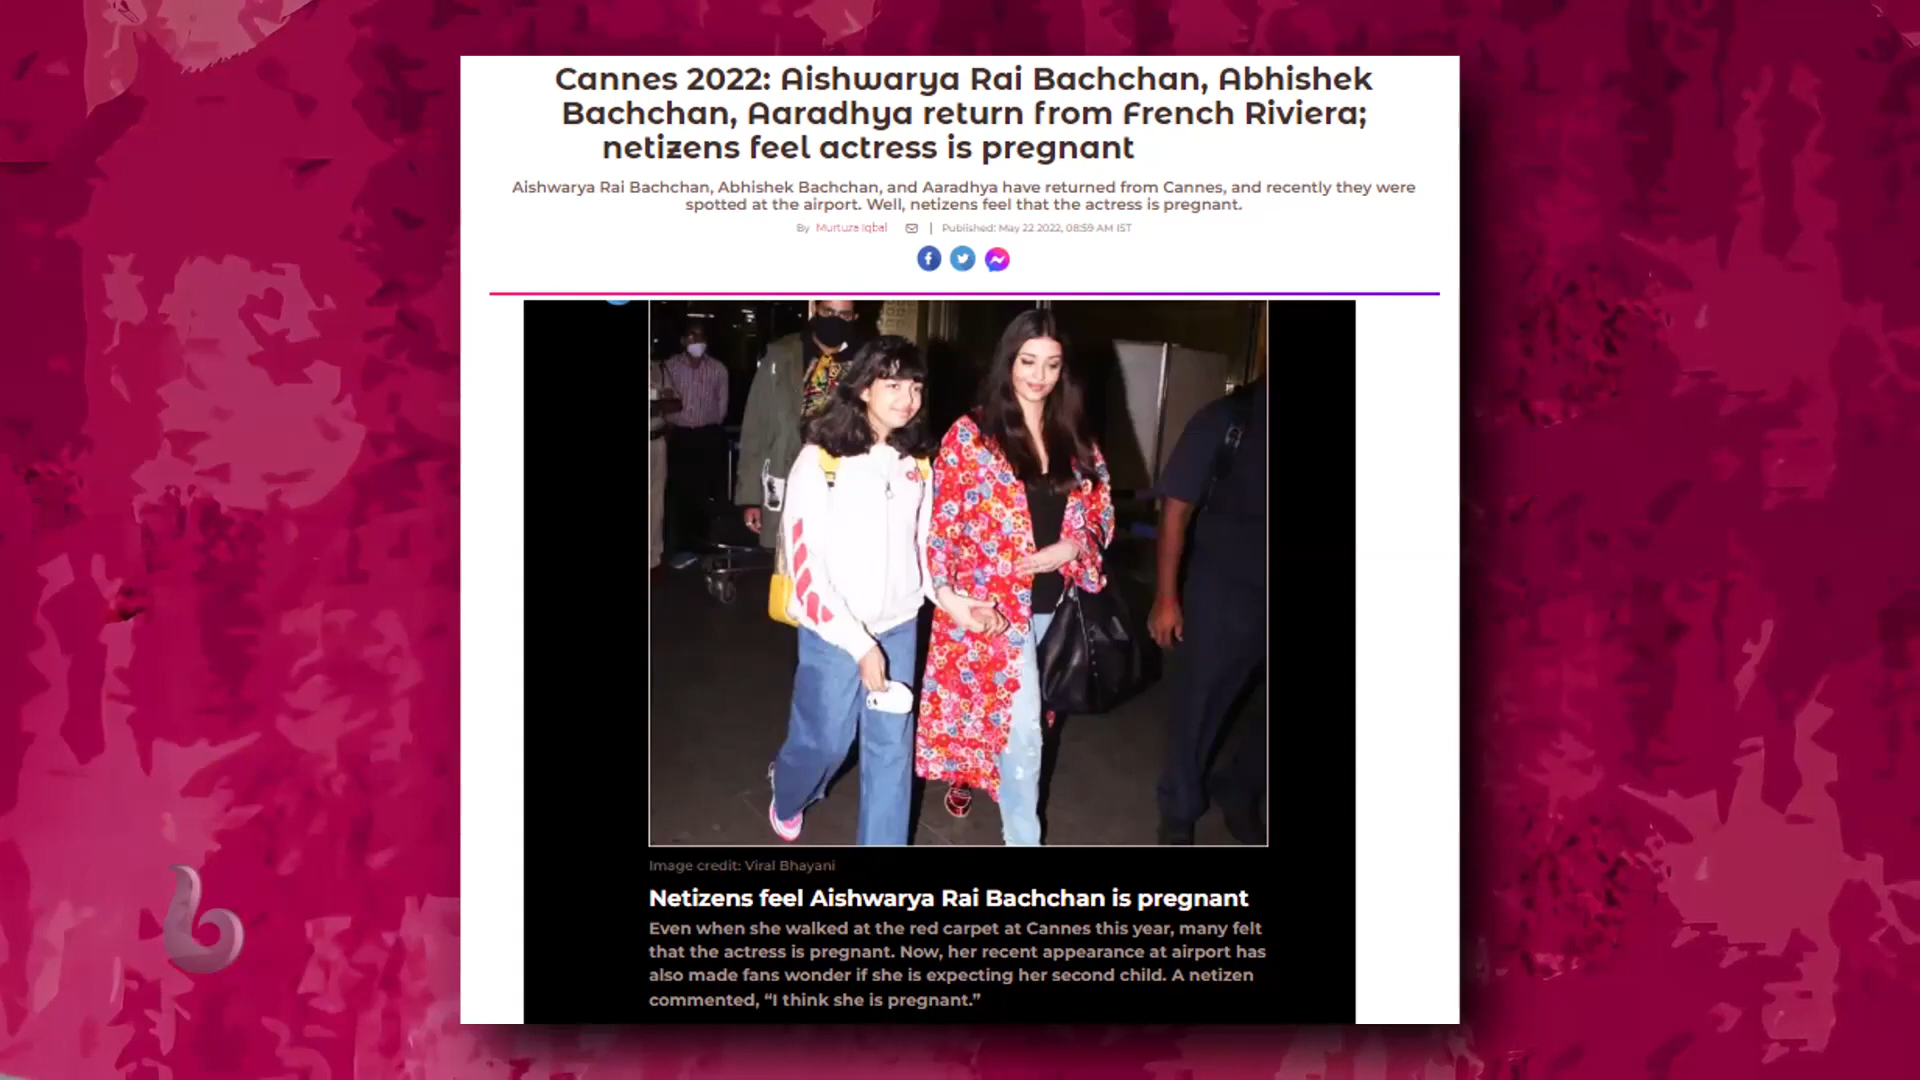 Cannes 2022: Aishwarya Rai Bachchan, Abhishek
Bachchan, Aaradhya return from French Riviera;
netizens feel actress is pregnant
Aishwarya Rai Bachchan, Abhishek Bachchan, and Aaradhya have returned from Cannes, and recently they were
spotted at the airport. Well, netizens feel that the actress is pregnant.
By Murtuza Iqbal | Published: May 22 2022, 08:59 AM IST
Image credit: Viral Bhayani
Netizens feel Aishwarya Rai Bachchan is pregnant
Even when she walked at the red carpet at Cannes this year, many felt
that the actress is pregnant. Now, her recent appearance at airport has
also made fans wonder if she is expecting her second child. A netizen
commented, “I think she is pregnant.”